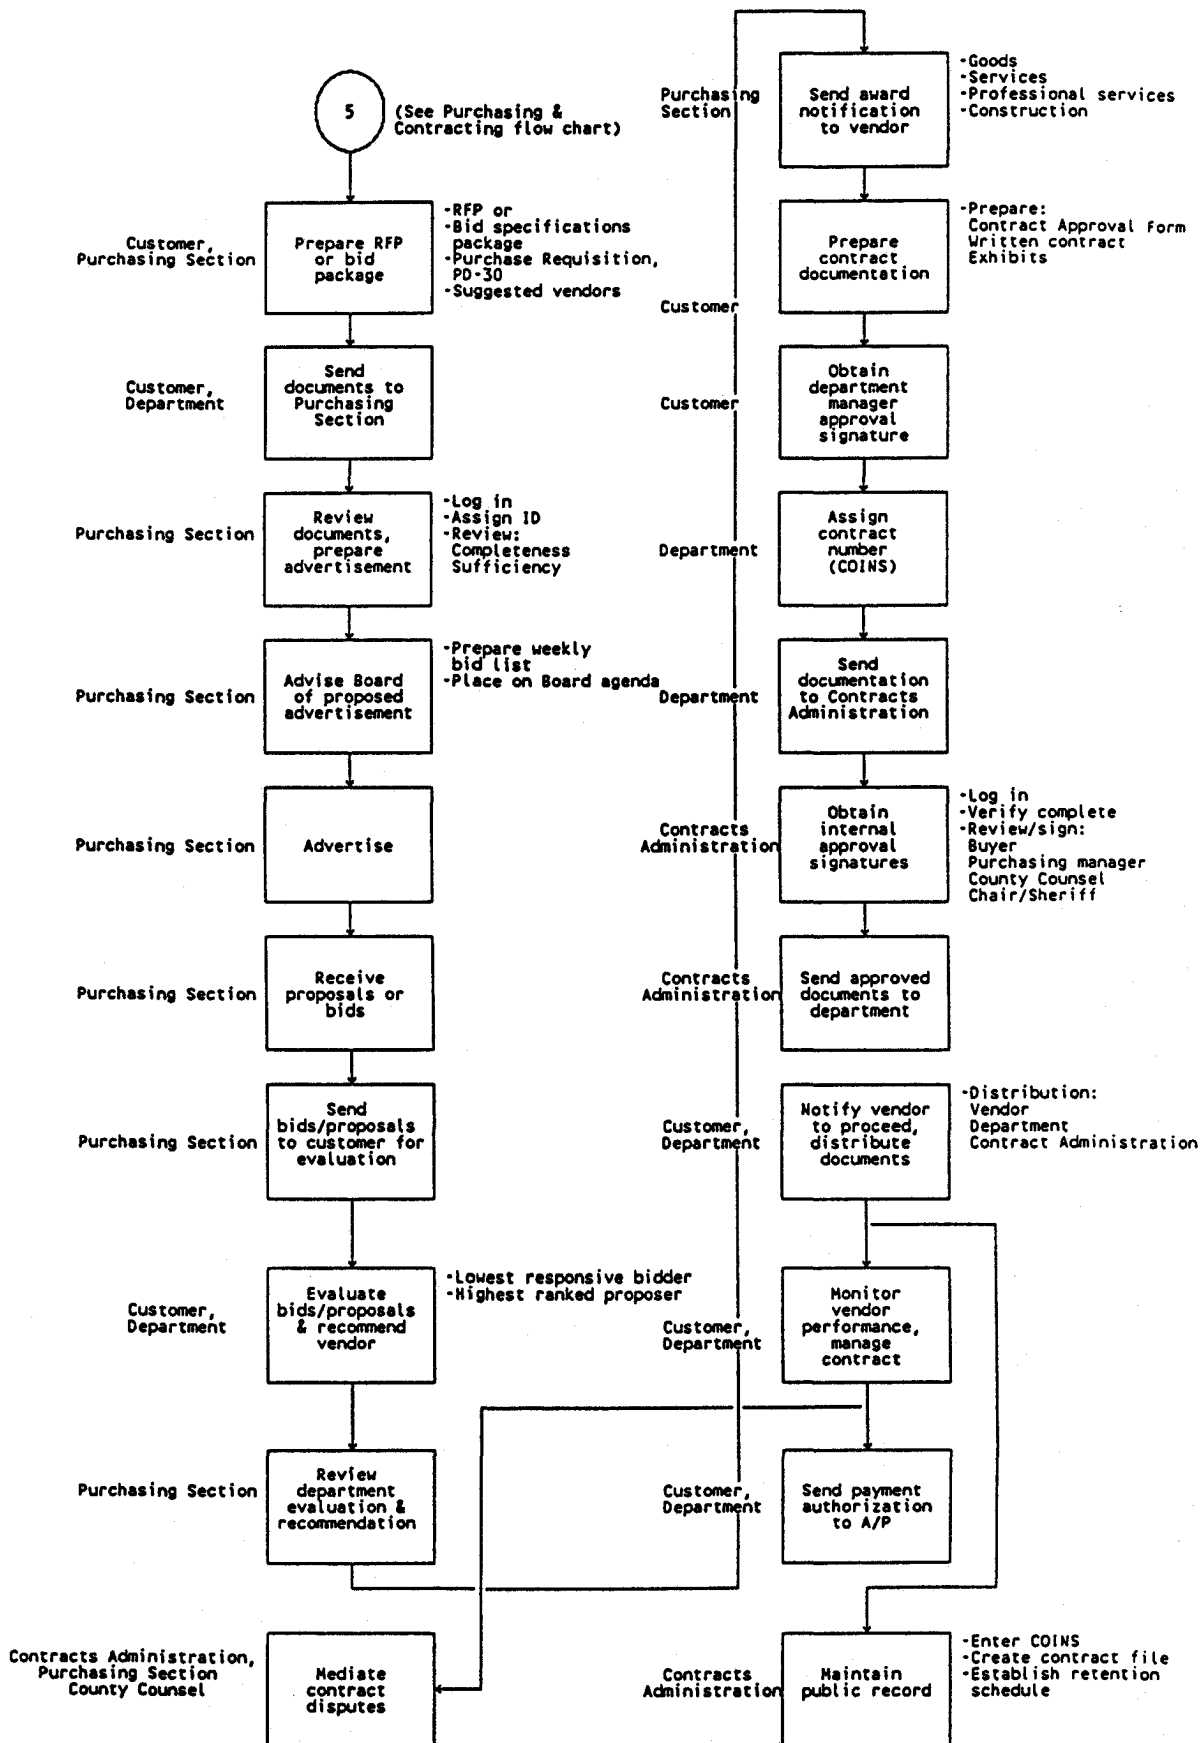 5
(See Purchasing &
Contracting flow chart)
Customer,
Purchasing Section
Prepare RFP
or bid
package
-RFP or
-Bid specifications
package
-Purchase Requisition,
PD-30
-Suggested vendors
Customer,
Department
Send
documents to
Purchasing
Section
Purchasing Section
Review
documents,
prepare
advertisement
-Log in
-Assign ID
-Review:
Completeness
Sufficiency
Purchasing Section
Advise Board
of proposed
advertisement
-Prepare weekly
bid list
-Place on Board agenda
Purchasing Section
Advertise
Purchasing Section
Receive
proposals or
bids
Purchasing Section
Send
bids/proposals
to customer for
evaluation
Customer,
Department
Evaluate
bids/proposals
& recommend
vendor
-Lowest responsive bidder
-Highest ranked proposer
Purchasing Section
Review
department
evaluation &
recommendation
Contracts Administration,
Purchasing Section
County Counsel
Mediate
contract
disputes
Purchasing
Section
Send award
notification
to vendor
-Goods
-Services
-Professional services
-Construction
Customer
Prepare
contract
documentation
-Prepare:
Contract Approval Form
Written contract
Exhibits
Customer
Obtain
department
manager
approval
signature
Department
Assign
contract
number
(COINS)
Department
Send
documentation
to Contracts
Administration
Contracts
Administration
Obtain
internal
approval
signatures
-Log in
-Verify complete
-Review/sign:
Buyer
Purchasing manager
County Counsel
Chair/Sheriff
Contracts
Administration
Send approved
documents to
department
Customer,
Department
Notify vendor
to proceed,
distribute
documents
-Distribution:
Vendor
Department
Contract Administration
Customer,
Department
Monitor
vendor
performance,
manage
contract
Customer,
Department
Send payment
authorization
to A/P
Contracts
Administration
Maintain
public record
-Enter COINS
-Create contract file
-Establish retention
schedule